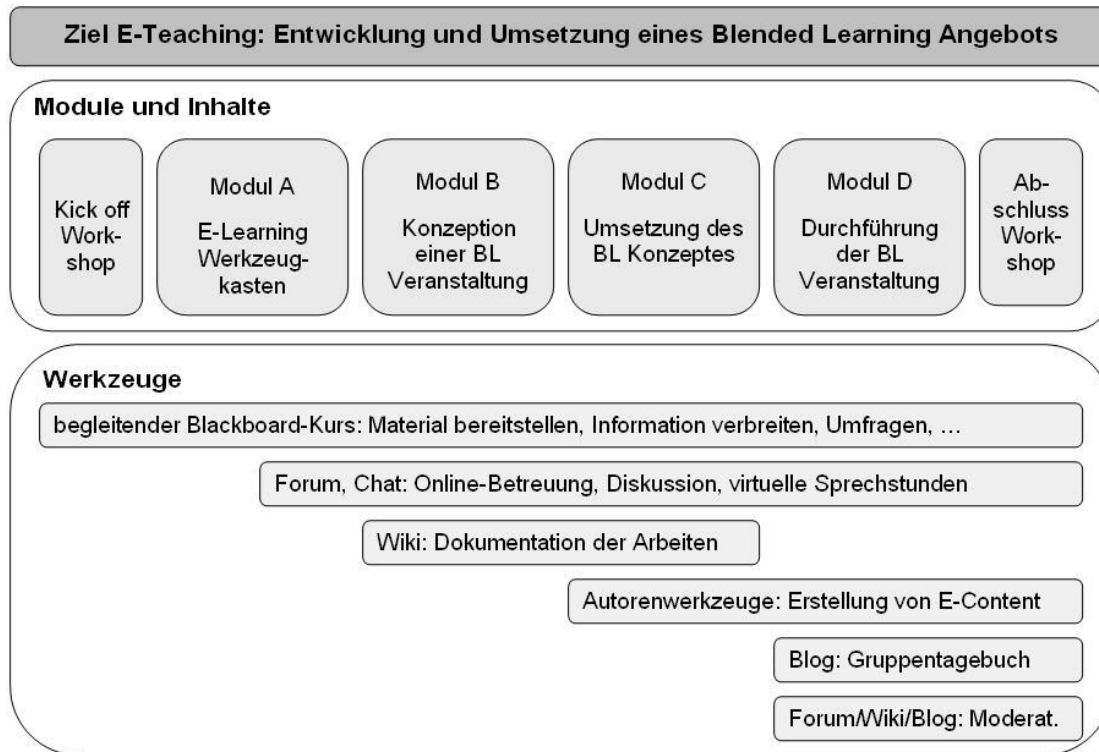 Ziel E-Teaching: Entwicklung und Umsetzung eines Blended Learning Angebots
Module und Inhalte
Kick off
Work-
shop
Modul A
E-Learning
Werkzeug-
kasten
Modul B
Konzeption
einer BL
Veranstaltung
Modul C
Umsetzung des
BL Konzeptes
Modul D
Durchführung
der BL
Veranstaltung
Ab-
schluss
Work-
shop
Werkzeuge
begleitender Blackboard-Kurs: Material bereitstellen, Information verbreiten, Umfragen, …
Forum, Chat: Online-Betreuung, Diskussion, virtuelle Sprechstunden
Wiki: Dokumentation der Arbeiten
Autorenwerkzeuge: Erstellung von E-Content
Blog: Gruppentagebuch
Forum/Wiki/Blog: Moderat.